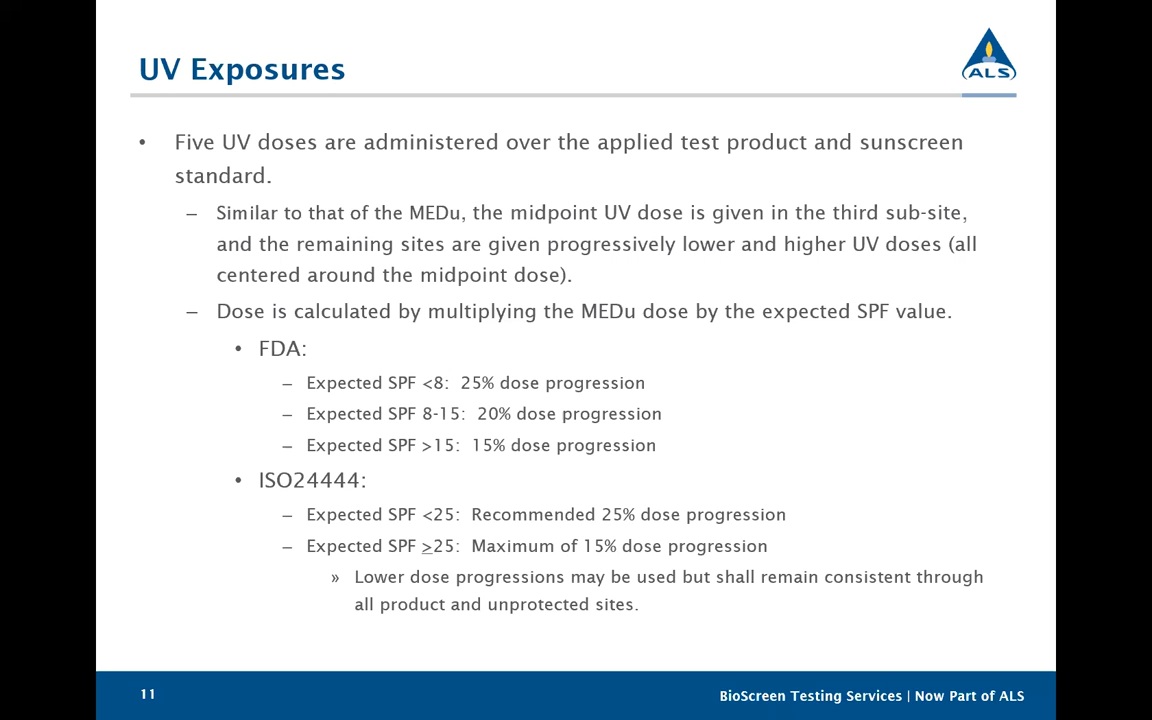 UV Exposures
ALS
• Five UV doses are administered over the applied test product and sunscreen
standard.
– Similar to that of the MEDu, the midpoint UV dose is given in the third sub-site,
and the remaining sites are given progressively lower and higher UV doses (all
centered around the midpoint dose).
– Dose is calculated by multiplying the MEDu dose by the expected SPF value.
• FDA:
– Expected SPF <8: 25% dose progression
– Expected SPF 8-15: 20% dose progression
– Expected SPF >15: 15% dose progression
• ISO24444:
– Expected SPF <25: Recommended 25% dose progression
– Expected SPF ≥25: Maximum of 15% dose progression
» Lower dose progressions may be used but shall remain consistent through
all product and unprotected sites.
11
BioScreen Testing Services | Now Part of ALS